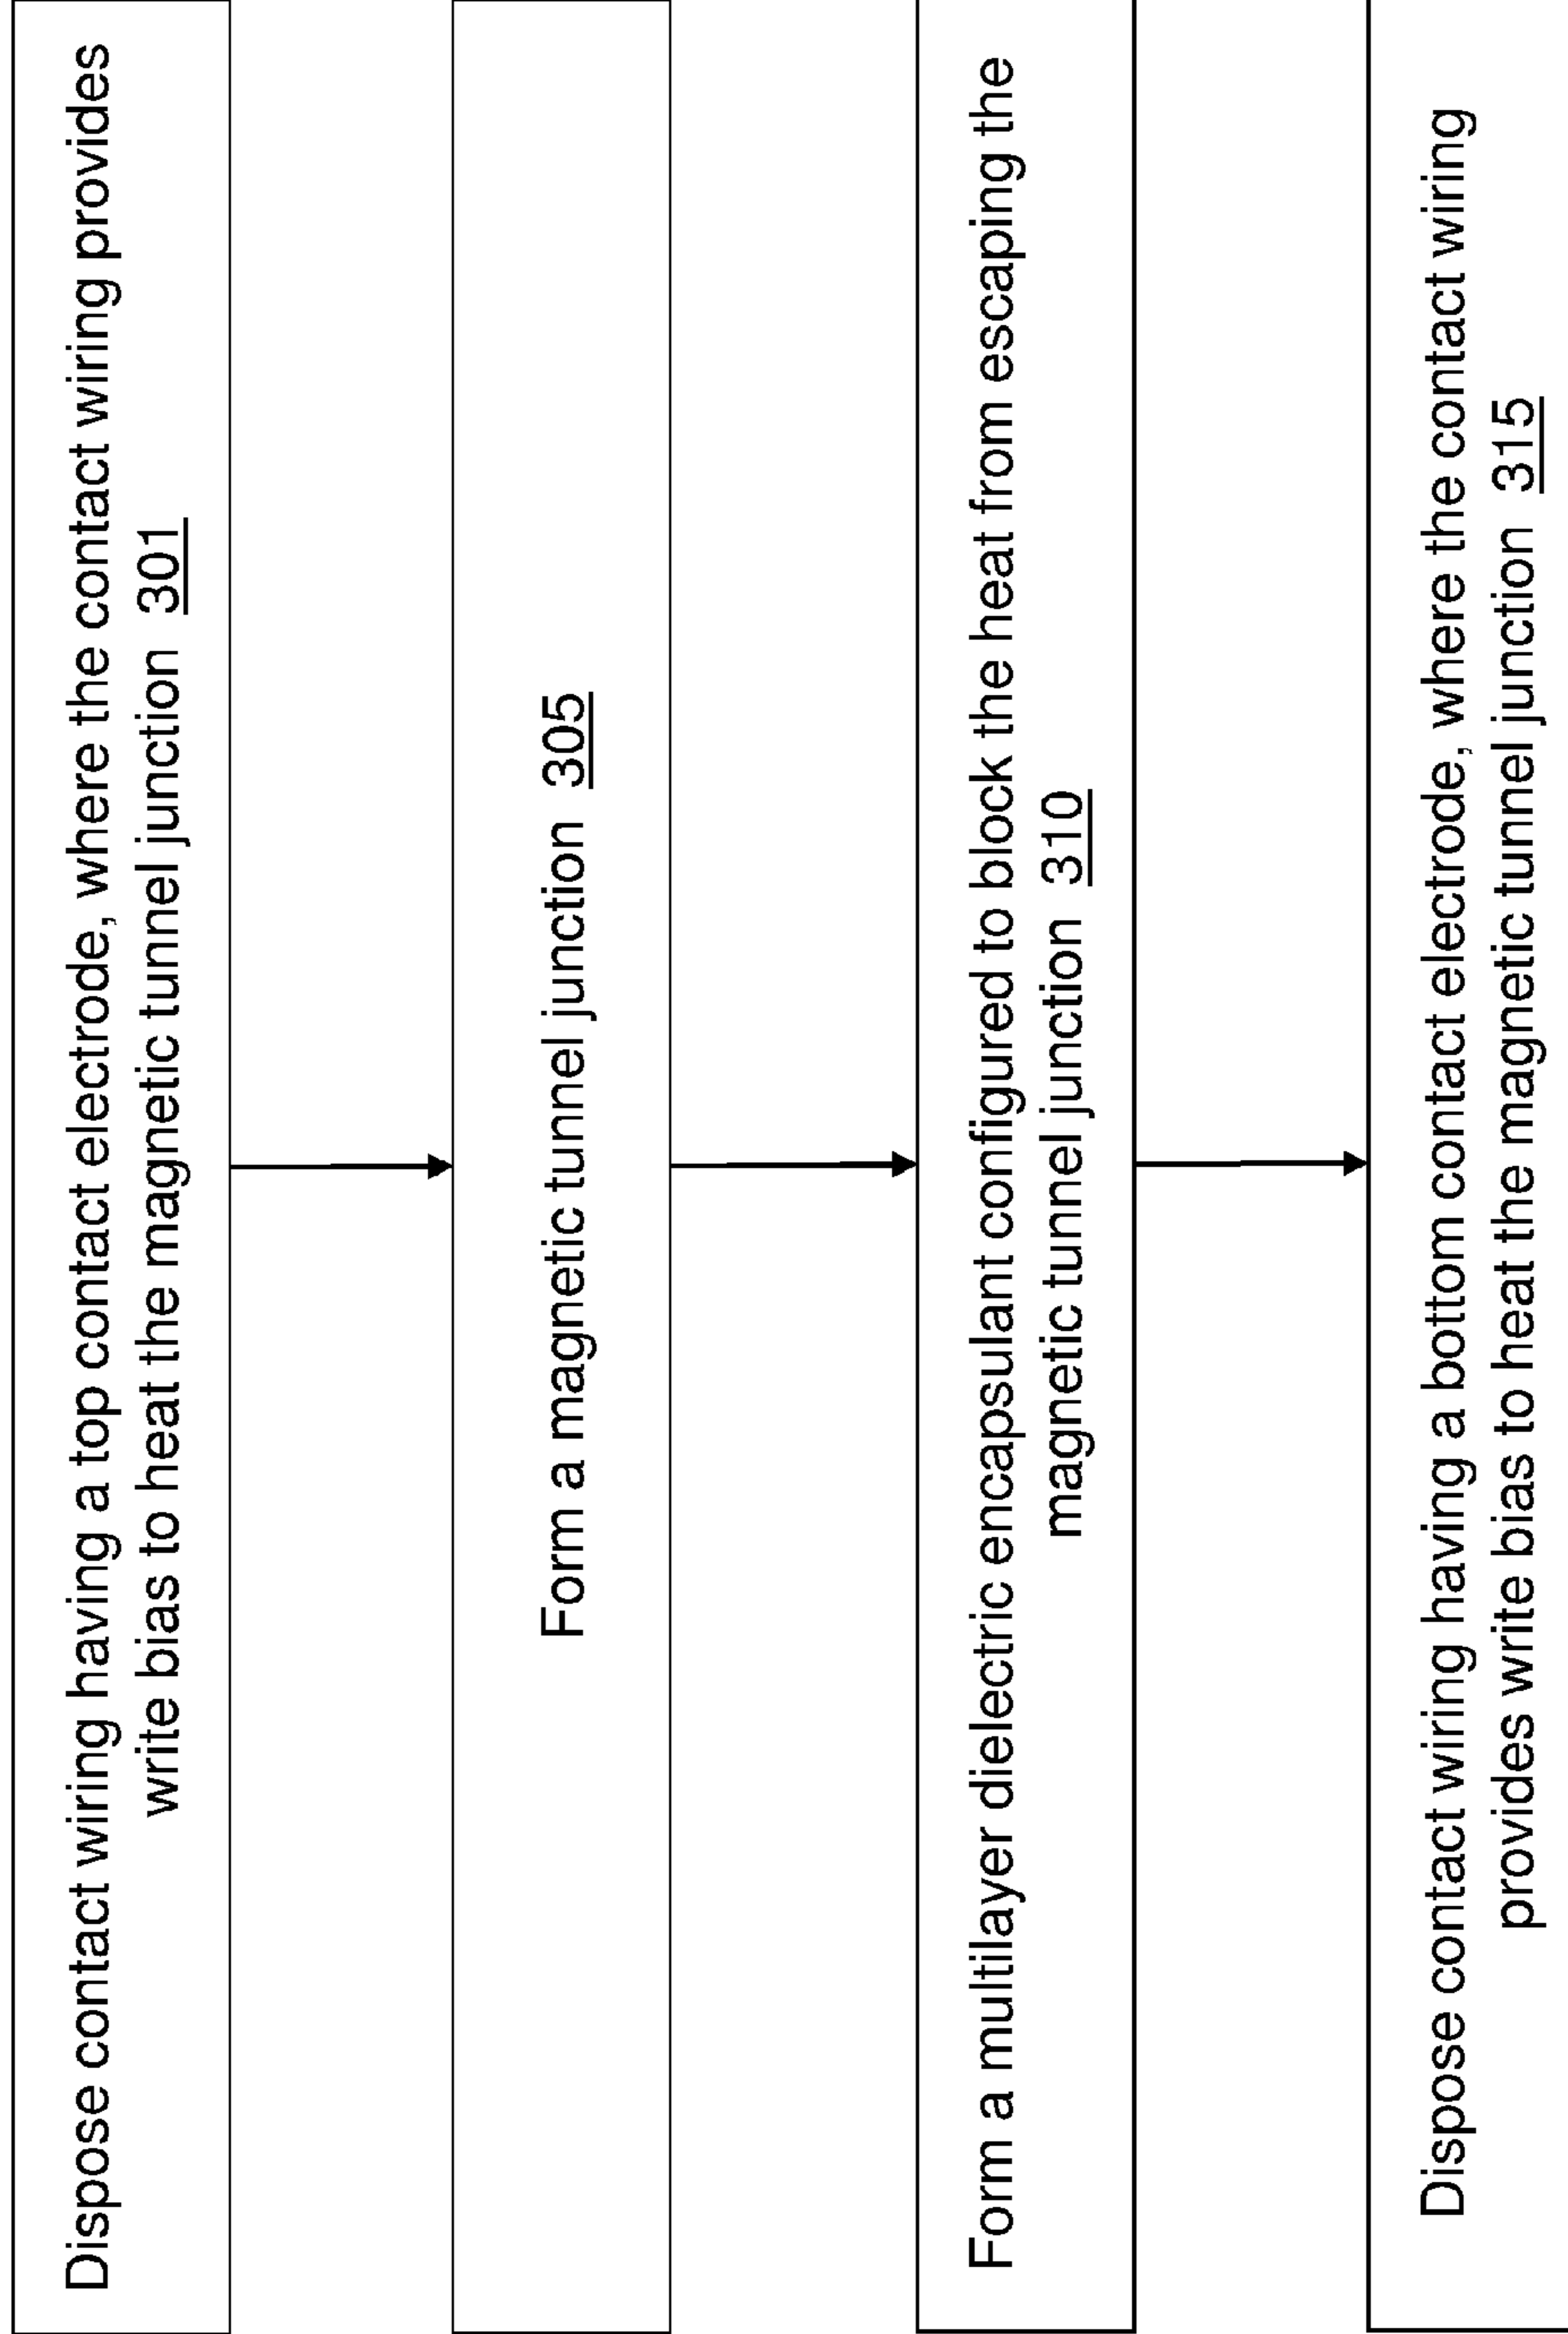 Dispose contact wiring having a top contact electrode, where the contact wiring provides
write bias to heat the magnetic tunnel junction 301
Form a magnetic tunnel junction 305
Form a multilayer dielectric encapsulant configured to block the heat from escaping the
magnetic tunnel junction 310
Dispose contact wiring having a bottom contact electrode, where the contact wiring
provides write bias to heat the magnetic tunnel junction 315